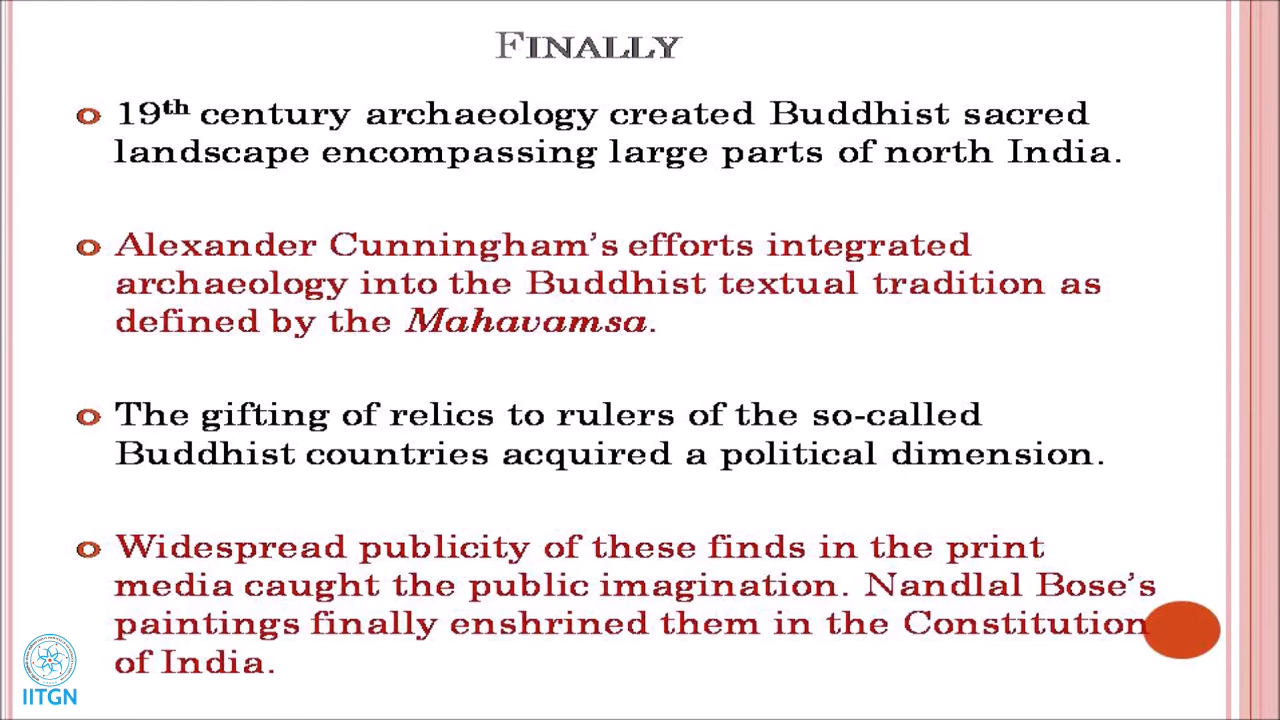 FINALLY
19th century archaeology created Buddhist sacred
landscape encompassing large parts of north India.
Alexander Cunningham's efforts integrated
archaeology into the Buddhist textual tradition as
defined by the Mahavamsa.
The gifting of relics to rulers of the so-called
Buddhist countries acquired a political dimension.
Widespread publicity of these finds in the print
media caught the public imagination. Nandlal Bose's
paintings finally enshrined them in the Constitution
of India.
IITGN